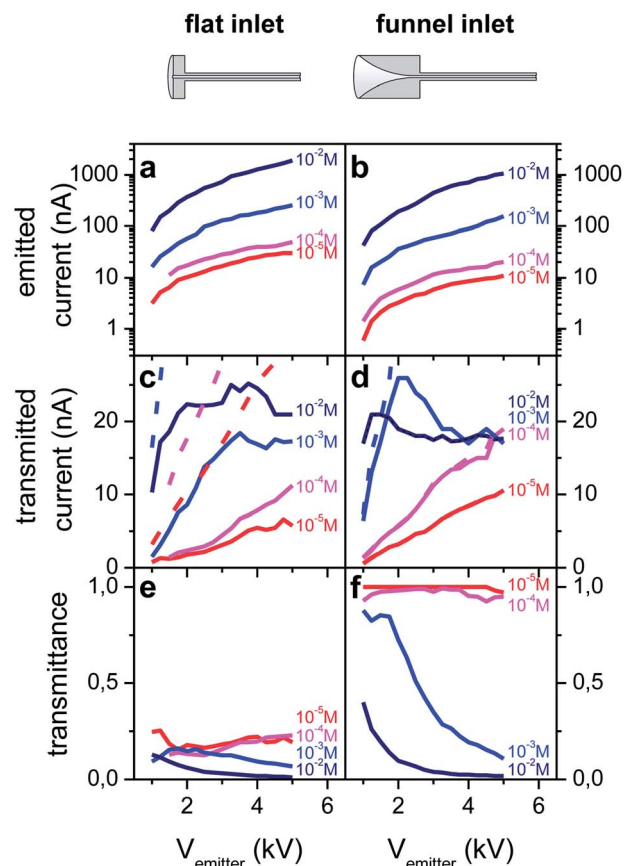 flat inlet funnel inlet
a b
emitted current (nA)
1000 1000
100 100
10 10
1 1
10⁻²M 10⁻²M
10⁻³M 10⁻³M
10⁻⁴M 10⁻⁴M
10⁻⁵M 10⁻⁵M
c d
transmitted current (nA)
20 20
10 10
0 0
10⁻²M 10⁻²M
10⁻³M 10⁻³M
10⁻⁴M 10⁻⁴M
10⁻⁵M 10⁻⁵M
e f
transmittance
1,0 1,0
0,5 0,5
0,0 0,0
10⁻⁵M 10⁻⁵M
10⁻⁴M 10⁻⁴M
10⁻³M 10⁻³M
10⁻²M 10⁻²M
2 4 6 2 4 6
V emitter (kV) V emitter (kV)